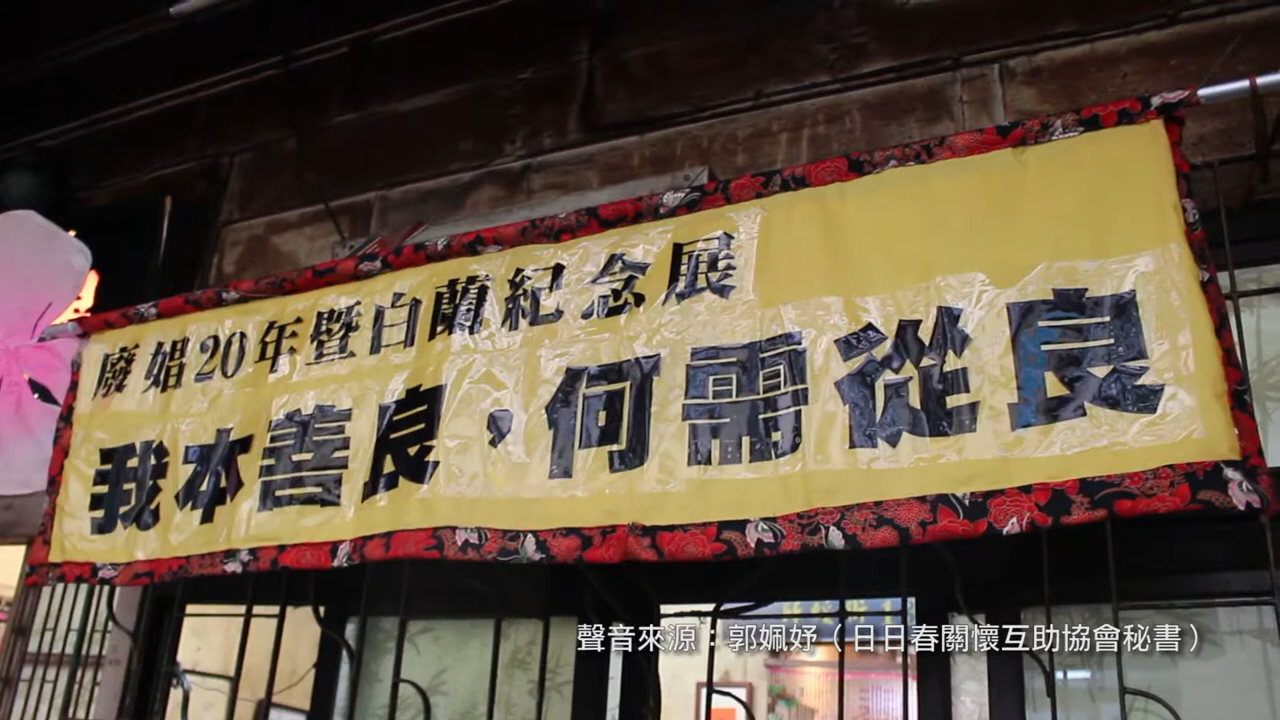 廢娼20年暨白蘭紀念展
我本善良,何需從良
聲音來源：郭姵妤（日日春關懷互助協會秘書）